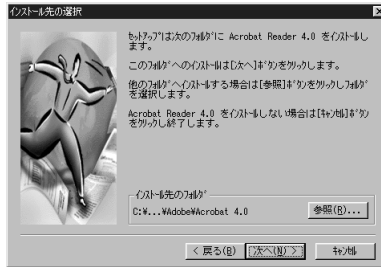 インストール先の選択
ｾｯﾄｱｯﾌﾟは次のﾌｫﾙﾀﾞに Acrobat Reader 4.0 をｲﾝｽﾄｰﾙし
ます。
このﾌｫﾙﾀﾞへのｲﾝｽﾄｰﾙは[次へ]ﾎﾞﾀﾝをｸﾘｯｸします。
他のﾌｫﾙﾀﾞへｲﾝｽﾄｰﾙする場合は[参照]ﾎﾞﾀﾝをｸﾘｯｸしﾌｫﾙﾀﾞ
を選択します。
Acrobat Reader 4.0 をｲﾝｽﾄｰﾙしない場合は[ｷｬﾝｾﾙ]ﾎﾞﾀﾝ
をｸﾘｯｸし終了します。
ｲﾝｽﾄｰﾙ先のﾌｫﾙﾀﾞ
C:¥...¥Adobe¥Acrobat 4.0
参照(R)...
< 戻る(B)
次へ(N) >
ｷｬﾝｾﾙ